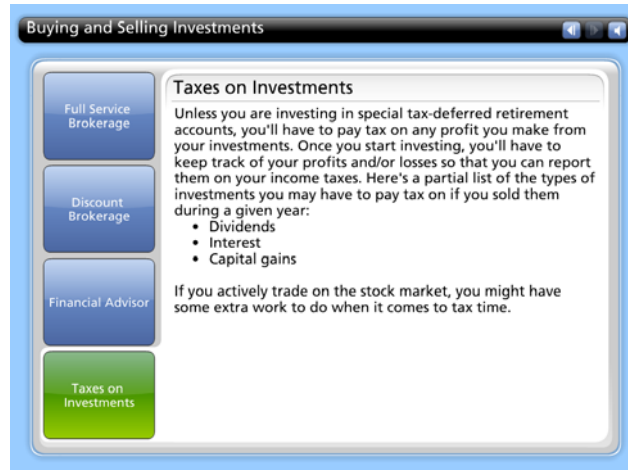 Buying and Selling Investments
Full Service
Brokerage
Discount
Brokerage
Financial Advisor
Taxes on
Investments
Taxes on Investments
Unless you are investing in special tax-deferred retirement
accounts, you'll have to pay tax on any profit you make from
your investments. Once you start investing, you'll have to
keep track of your profits and/or losses so that you can report
them on your income taxes. Here's a partial list of the types of
investments you may have to pay tax on if you sold them
during a given year:
• Dividends
• Interest
• Capital gains
If you actively trade on the stock market, you might have
some extra work to do when it comes to tax time.